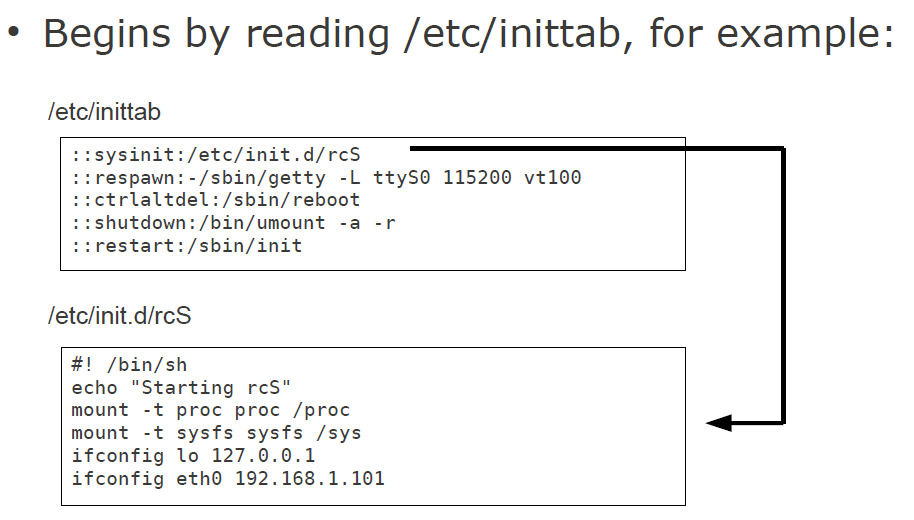 • Begins by reading /etc/inittab, for example:
/etc/inittab
::sysinit:/etc/init.d/rcS
::respawn:-/sbin/getty -L ttyS0 115200 vt100
::ctrlaltdel:/sbin/reboot
::shutdown:/bin/umount -a -r
::restart:/sbin/init
/etc/init.d/rcS
#! /bin/sh
echo "Starting rcS"
mount -t proc proc /proc
mount -t sysfs sysfs /sys
ifconfig lo 127.0.0.1
ifconfig eth0 192.168.1.101